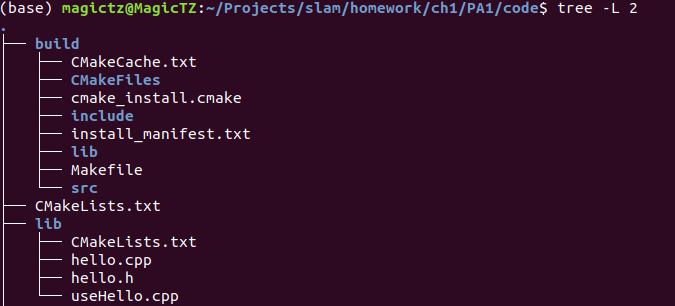 (base) magictz@MagicTZ:~/Projects/slam/homework/ch1/PA1/code$ tree -L 2
.
├── build
│   ├── CMakeCache.txt
│   ├── CMakeFiles
│   ├── cmake_install.cmake
│   ├── include
│   ├── install_manifest.txt
│   ├── lib
│   ├── Makefile
│   └── src
├── CMakeLists.txt
├── lib
│   ├── CMakeLists.txt
│   ├── hello.cpp
│   ├── hello.h
│   └── useHello.cpp